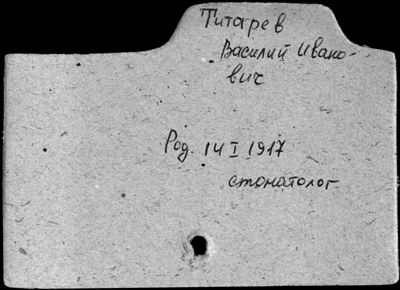 Титарев
Василий Ивано-
вич
Род. 14 I 1917
стоматолог